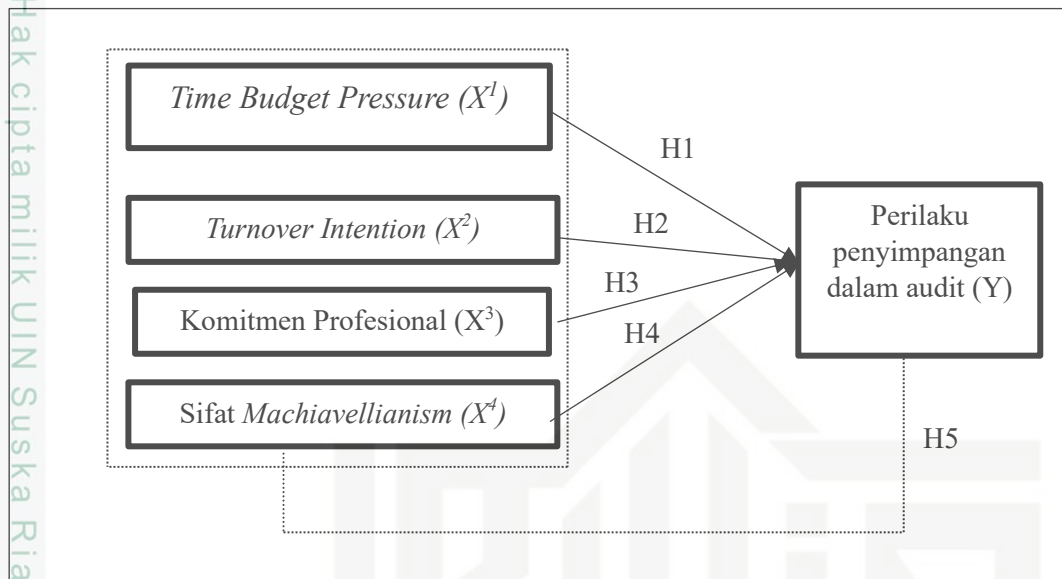 Hak cipta milik UIN Suska Ria
Time Budget Pressure (X¹)
H1
Turnover Intention (X²)
H2
Perilaku
penyimpangan
dalam audit (Y)
H3
Komitmen Profesional (X³)
H4
Sifat Machiavellianism (X⁴)
H5